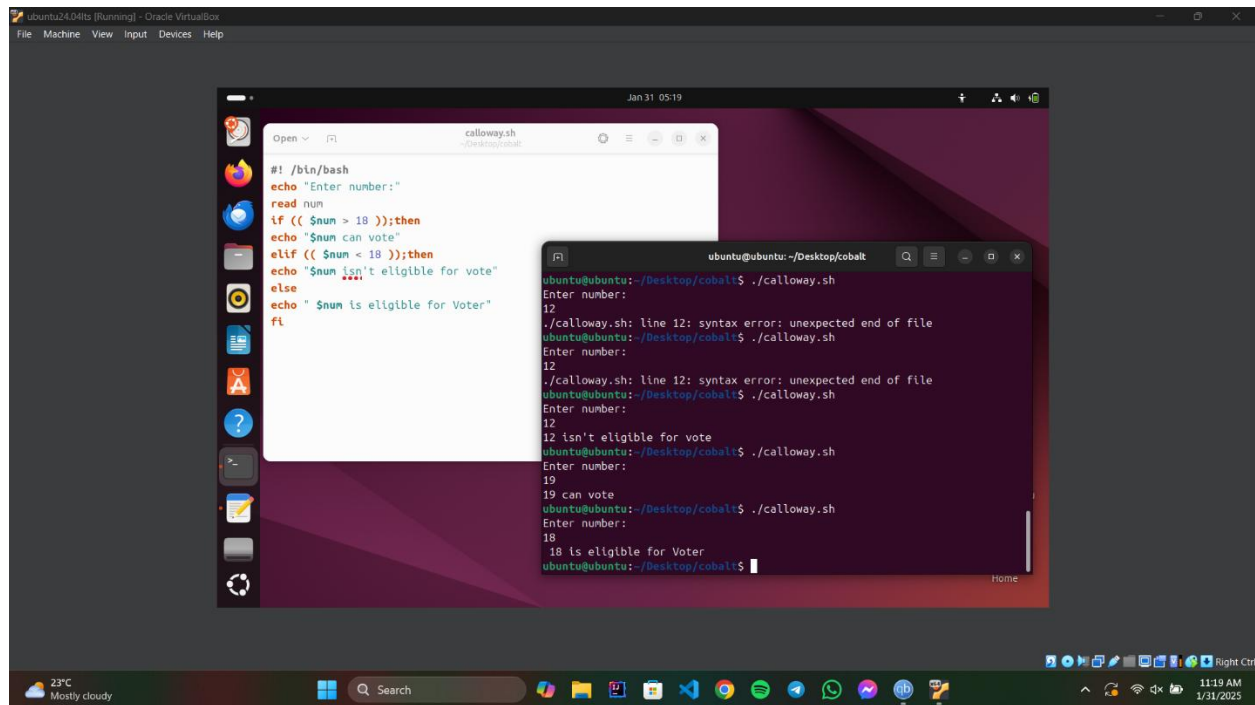 ubuntu24.04lts [Running] - Oracle VirtualBox
File Machine View Input Devices Help
Jan 31 05:19
Open
calloway.sh
~/Desktop/cobalt
#! /bin/bash
echo "Enter number:"
read num
if (( $num > 18 ));then
echo "$num can vote"
elif (( $num < 18 ));then
echo "$num isn't eligible for vote"
else
echo " $num is eligible for Voter"
fi
ubuntu@ubuntu: ~/Desktop/cobalt
ubuntu@ubuntu:~/Desktop/cobalt$ ./calloway.sh
Enter number:
12
./calloway.sh: line 12: syntax error: unexpected end of file
ubuntu@ubuntu:~/Desktop/cobalt$ ./calloway.sh
Enter number:
12
./calloway.sh: line 12: syntax error: unexpected end of file
ubuntu@ubuntu:~/Desktop/cobalt$ ./calloway.sh
Enter number:
12
12 isn't eligible for vote
ubuntu@ubuntu:~/Desktop/cobalt$ ./calloway.sh
Enter number:
19
19 can vote
ubuntu@ubuntu:~/Desktop/cobalt$ ./calloway.sh
Enter number:
18
 18 is eligible for Voter
ubuntu@ubuntu:~/Desktop/cobalt$
Home
Right Ctrl
23°C
Mostly cloudy
Search
qb
11:19 AM
1/31/2025